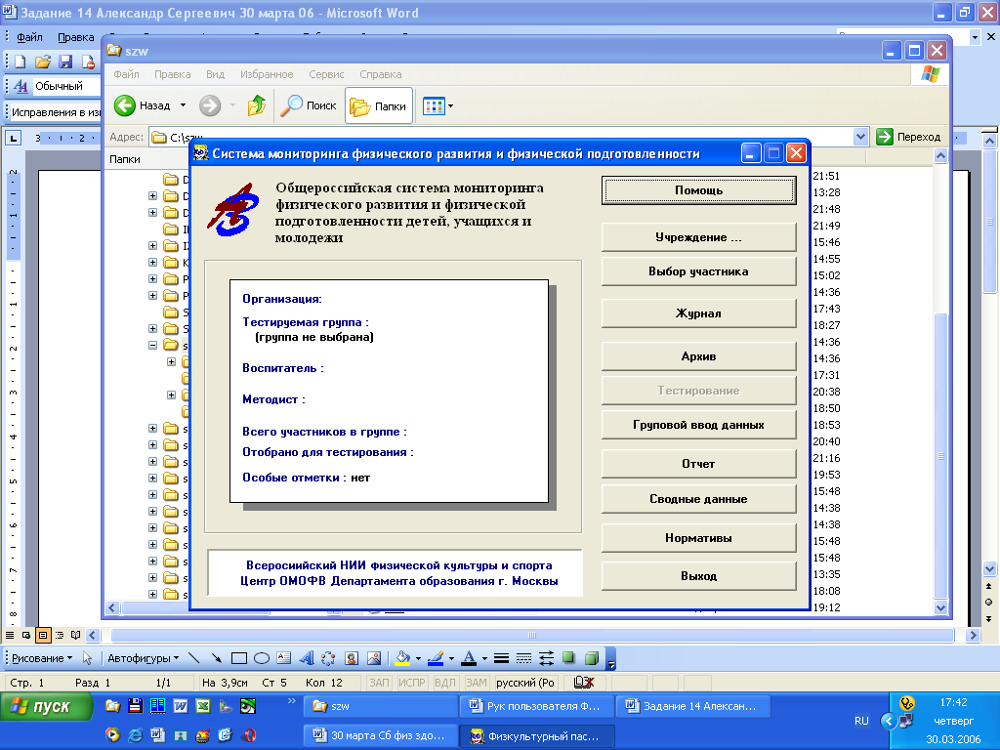 Задание 14 Александр Сергеевич 30 марта 06 - Microsoft Word
Файл Правка
szw
Файл Правка Вид Избранное Сервис Справка
Обычный
Назад Поиск Папки
Исправления в из
Адрес: C:\szw Переход
3 1 2
Папки
Система мониторинга физического развития и физической подготовленности
Общероссийская система мониторинга
физического развития и физической
подготовленности детей, учащихся и
молодежи
Организация:
Тестируемая группа :
(группа не выбрана)
Воспитатель :
Методист :
Всего участников в группе :
Отобрано для тестирования :
Особые отметки : нет
Всеросиийский НИИ физической культуры и спорта
Центр ОМОФВ Департамента образования г. Москвы
Помощь
Учреждение ...
Выбор участника
Журнал
Архив
Тестирование
Груповой ввод данных
Отчет
Сводные данные
Нормативы
Выход
21:51
13:28
21:48
21:49
15:46
14:55
15:02
14:36
17:43
18:27
14:36
14:36
17:31
20:38
18:50
18:53
20:40
21:16
19:53
15:48
14:38
14:38
15:48
15:48
13:35
18:08
19:12
Рисование Автофигуры
Стр. 1 Разд 1 1/1 На 3,9см Ст 5 Кол 12 ЗАП ИСПР ВДЛ ЗАМ русский (Ро
пуск
szw
Рук пользователя Ф...
Задание 14 Алексан...
30 марта Сб физ здо...
Физкультурный пас...
RU
17:42
четверг
30.03.2006